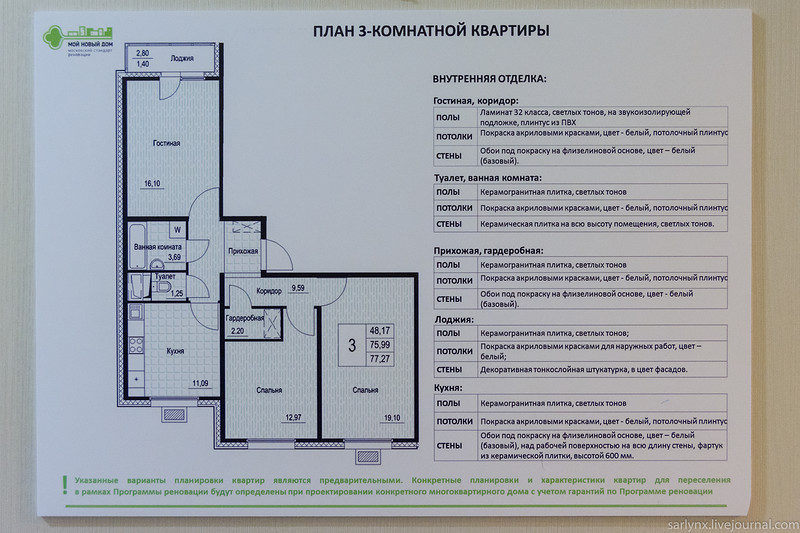 МОЙ НОВЫЙ ДОМ
МОСКОВСКИЙ СТАНДАРТ
РЕНОВАЦИИ
ПЛАН 3-КОМНАТНОЙ КВАРТИРЫ
2,80
1,40
Лоджия
Гостиная
16,10
W
Ванная комната
3,69
Прихожая
Туалет
1,25
Коридор
9.59
Гардеробная
2.20
Кухня
11,09
Спальня
12,97
3
48,17
75,99
77,27
Спальня
19,10
ВНУТРЕННЯЯ ОТДЕЛКА:
Гостиная, коридор:
ПОЛЫ Ламинат 32 класса, светлых тонов, на звукоизолирующей
подложке, плинтус из ПВХ
ПОТОЛКИ Покраска акриловыми красками, цвет - белый, потолочный плинтус
СТЕНЫ Обои под покраску на флизелиновой основе, цвет – белый
(базовый).
Туалет, ванная комната:
ПОЛЫ Керамогранитная плитка, светлых тонов
ПОТОЛКИ Покраска акриловыми красками, цвет - белый, потолочный плинтус
СТЕНЫ Керамическая плитка на всю высоту помещения, светлых тонов.
Прихожая, гардеробная:
ПОЛЫ Керамогранитная плитка, светлых тонов
ПОТОЛКИ Покраска акриловыми красками, цвет - белый, потолочный плинтус
СТЕНЫ Обои под покраску на флизелиновой основе, цвет - белый
(базовый).
Лоджия:
ПОЛЫ Керамогранитная плитка, светлых тонов;
ПОТОЛКИ Покраска акриловыми красками для наружных работ, цвет –
белый;
СТЕНЫ Декоративная тонкослойная штукатурка, в цвет фасадов.
Кухня:
ПОЛЫ Керамогранитная плитка, светлых тонов
ПОТОЛКИ Покраска акриловыми красками, цвет - белый, потолочный плинтус
СТЕНЫ Обои под покраску на флизелиновой основе, цвет – белый
(базовый), над рабочей поверхностью на всю длину стены, фартук
из керамической плитки, высотой 600 мм.
! Указанные варианты планировки квартир являются предварительными. Конкретные планировки и характеристики квартир для переселения
в рамках Программы реновации будут определены при проектировании конкретного многоквартирного дома с учетом гарантий по Программе реновации
sarlynx.livejournal.com